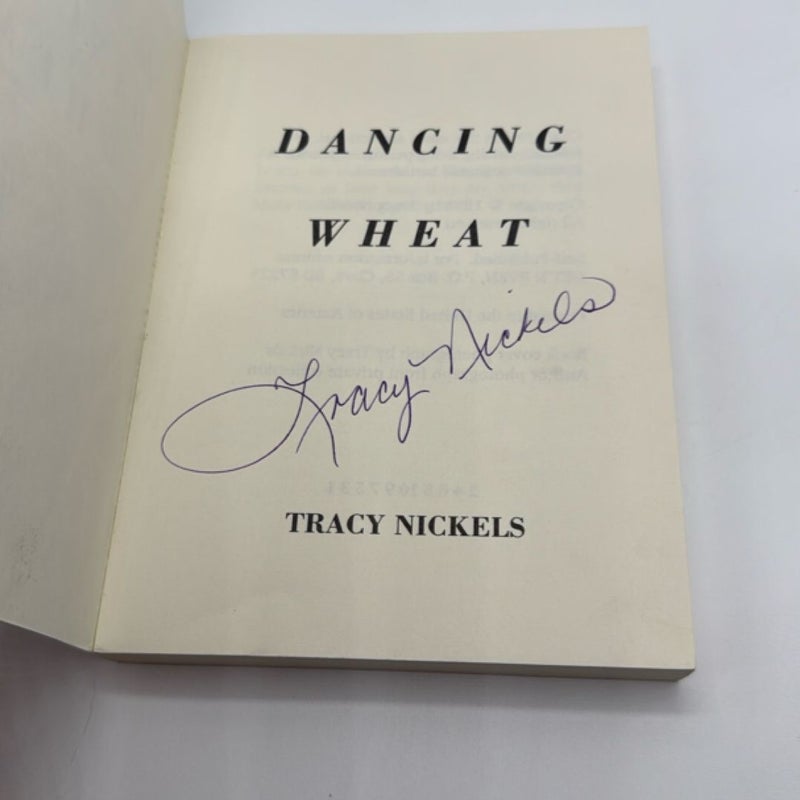 DANCING
WHEAT
Tracy Nickels
TRACY NICKELS